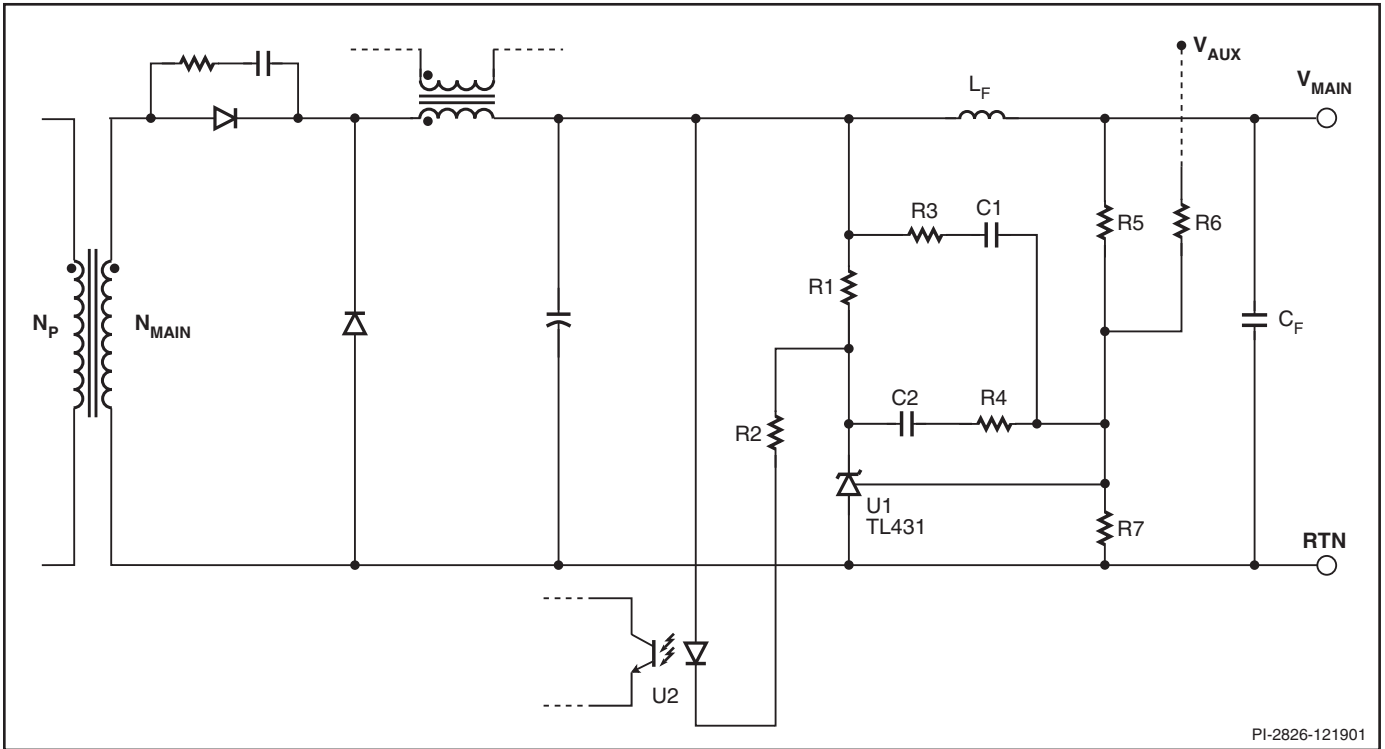 V_AUX
V_MAIN
L_F
R3
C1
R5
R6
R1
N_P
N_MAIN
C_F
C2
R4
R2
U1
TL431
R7
RTN
U2
PI-2826-121901